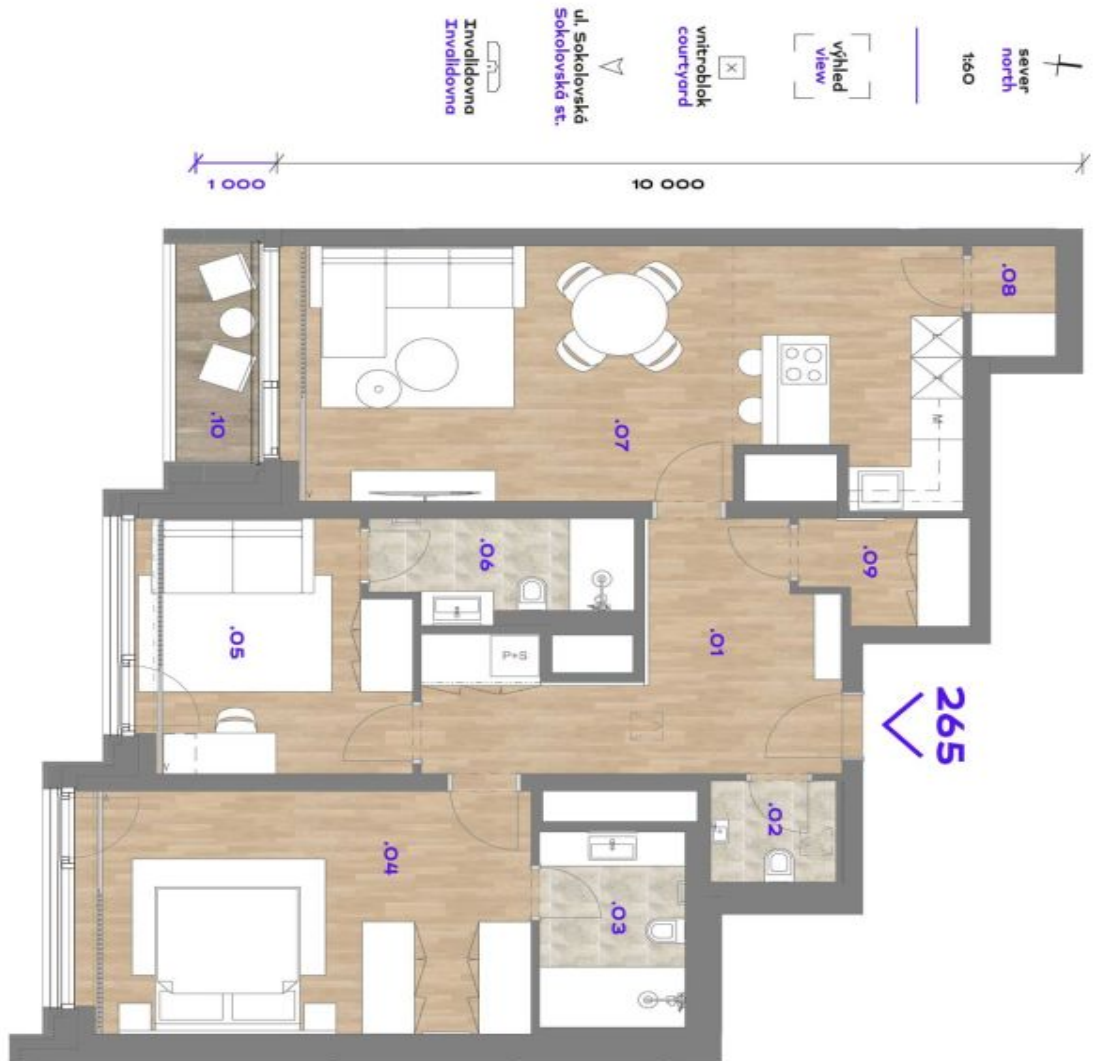 sever
north
1:60
výhled
view
X
vnitroblok
courtyard
ul. Sokolovská
Sokolovská st.
Invalidovna
Invalidovna
1 000
10 000
.08
.10
.07
M
.06
.09
.05
P+S
.01
265
.02
.04
.03